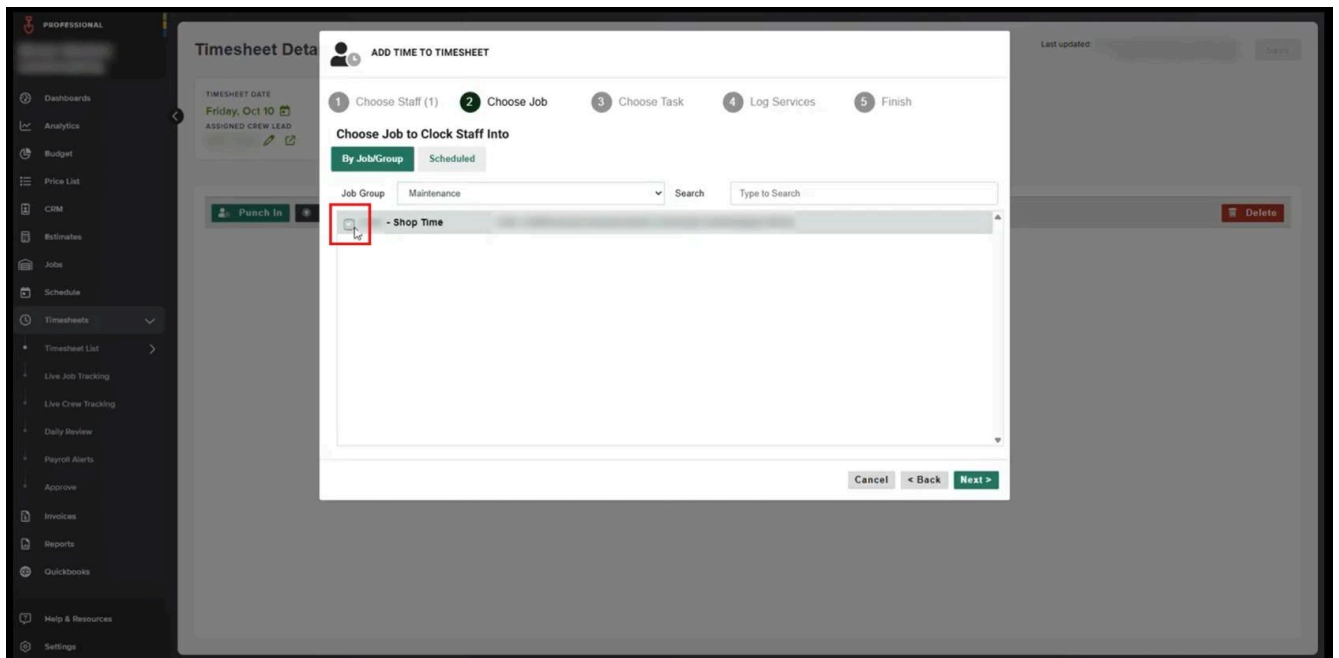 PROFESSIONAL
Dashboards
Analytics
Budget
Price List
CRM
Estimates
Jobs
Schedule
Timesheets
Timesheet List
Live Job Tracking
Live Crew Tracking
Daily Review
Payroll Alerts
Approve
Invoices
Reports
Quickbooks
Help & Resources
Settings
Timesheet Deta
Last updated:
Save
TIMESHEET DATE
Friday, Oct 10
ASSIGNED CREW LEAD
Punch In
Delete
ADD TIME TO TIMESHEET
1 Choose Staff (1) 2 Choose Job 3 Choose Task 4 Log Services 5 Finish
Choose Job to Clock Staff Into
By Job/Group Scheduled
Job Group Maintenance Search Type to Search
- Shop Time
Cancel < Back Next >